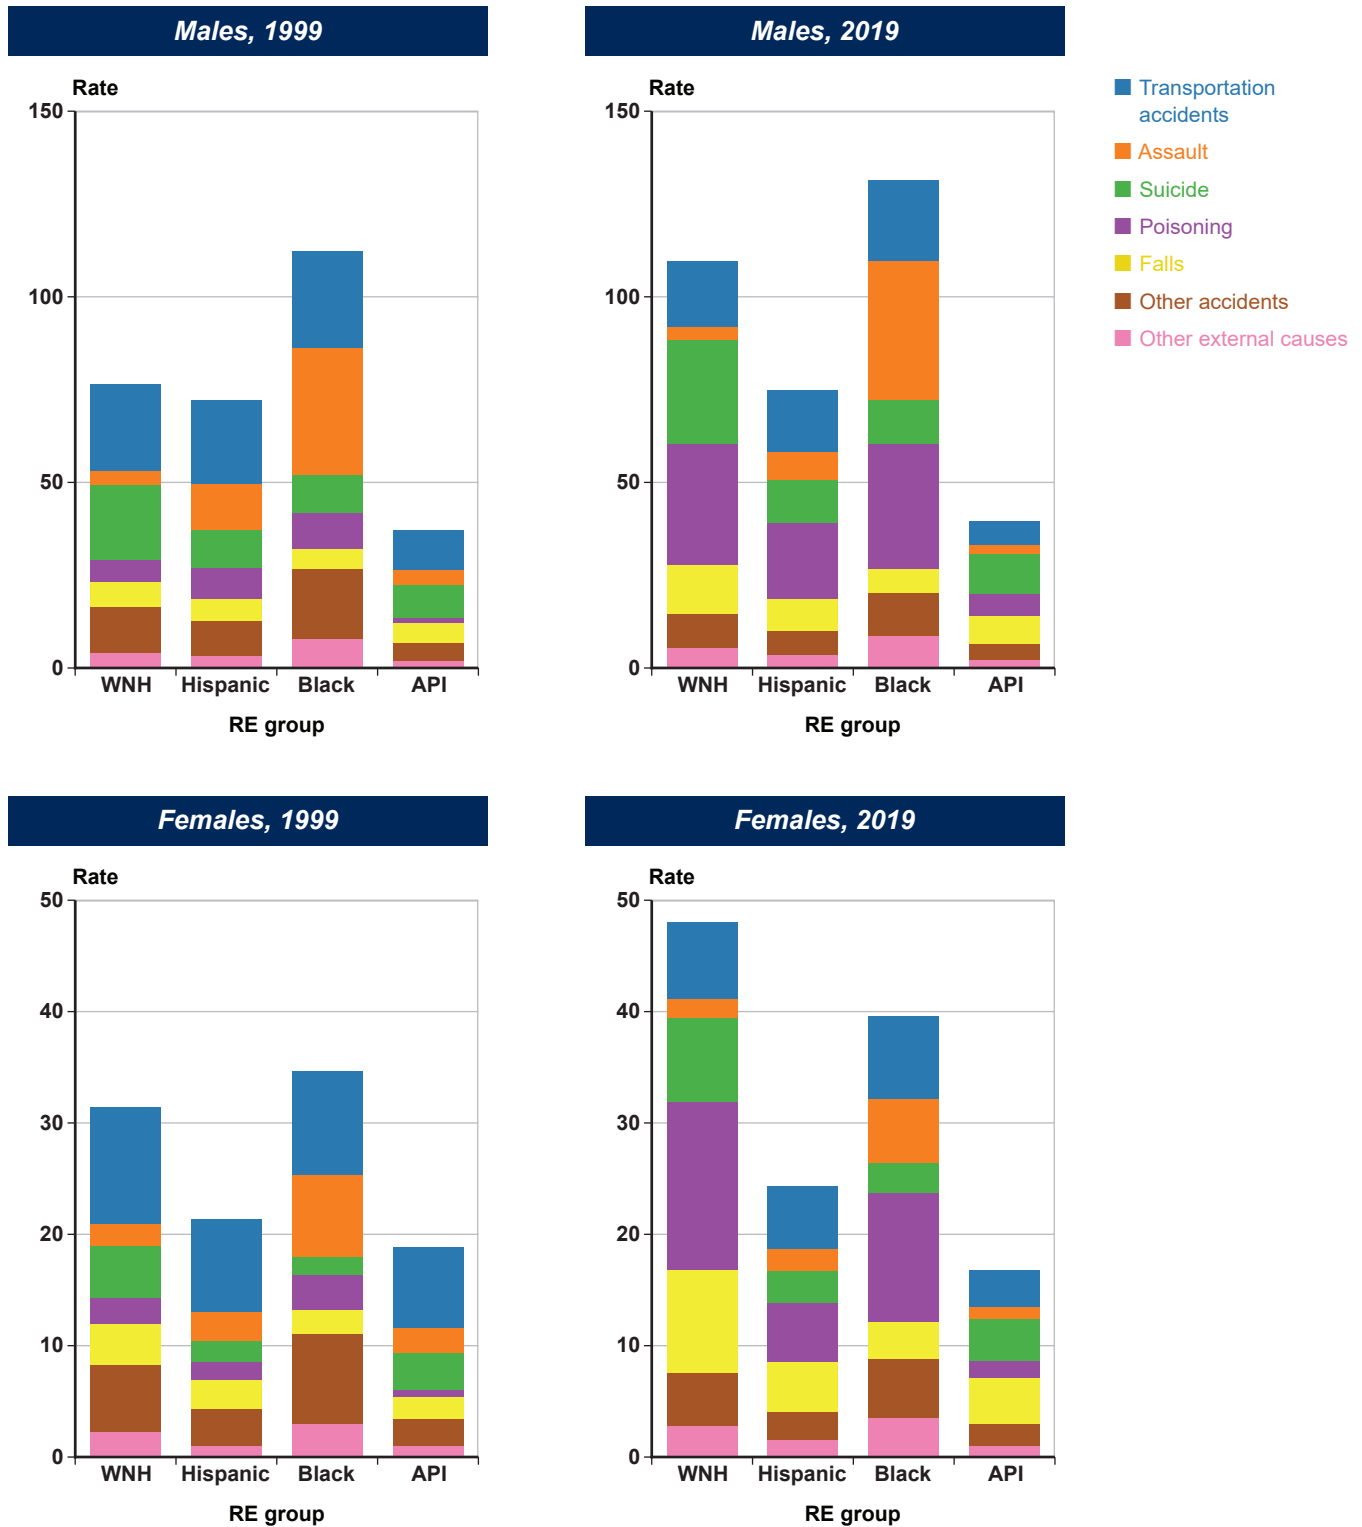 Males, 1999
Rate
150
100
50
0
WNH Hispanic Black API
RE group
Males, 2019
Rate
150
100
50
0
WNH Hispanic Black API
RE group
Transportation
accidents
Assault
Suicide
Poisoning
Falls
Other accidents
Other external causes
Females, 1999
Rate
50
40
30
20
10
0
WNH Hispanic Black API
RE group
Females, 2019
Rate
50
40
30
20
10
0
WNH Hispanic Black API
RE group